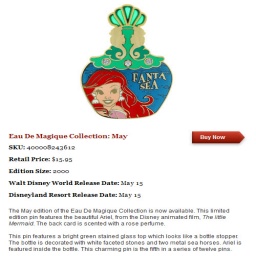 FANTA
SEA
Eau De Magique Collection: May
Buy Now
SKU: 400008243612
Retail Price: $15.95
Edition Size: 2000
Walt Disney World Release Date: May 15
Disneyland Resort Release Date: May 15
The May edition of the Eau De Magique Collection is now available. This limited
edition pin features the beautiful Ariel, from the Disney animated film, The Little
Mermaid. The back card is scented with a rose perfume.
This pin features a bright green stained glass top which looks like a bottle stopper.
The bottle is decorated with white faceted stones and two metal sea horses. Ariel is
featured inside the bottle. This charming pin is the fifth in a series of twelve pins.